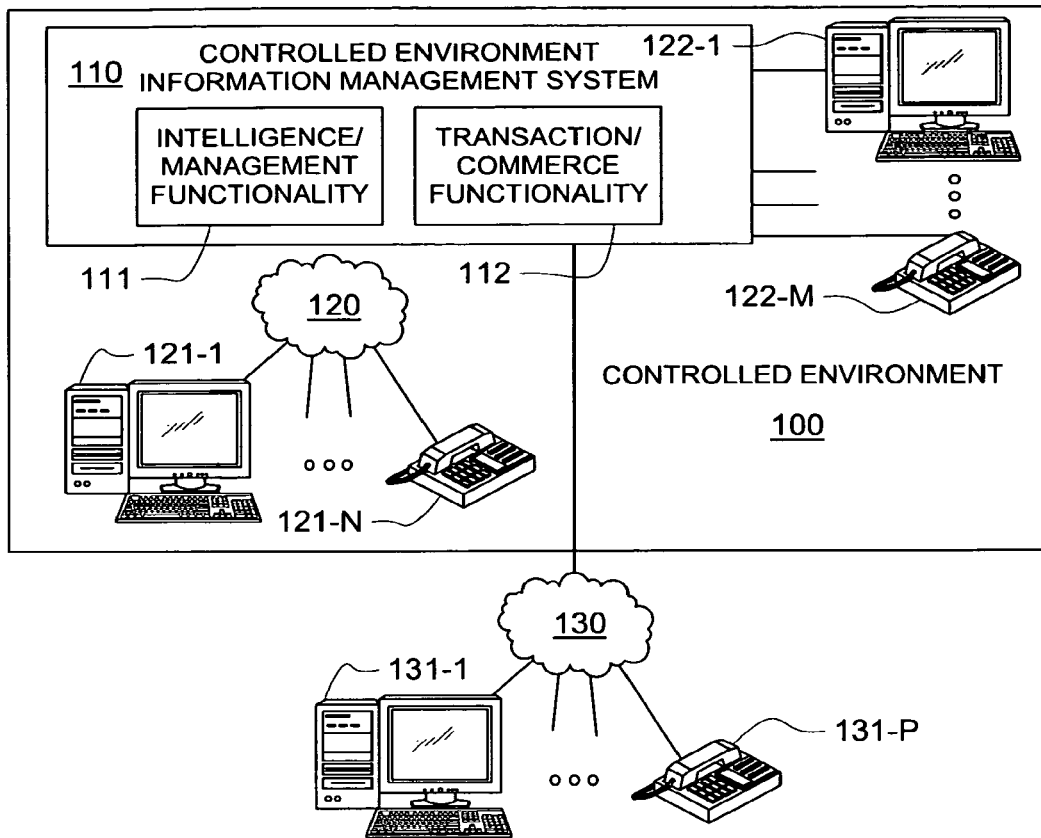 110
CONTROLLED ENVIRONMENT
INFORMATION MANAGEMENT SYSTEM
INTELLIGENCE/
MANAGEMENT
FUNCTIONALITY
TRANSACTION/
COMMERCE
FUNCTIONALITY
122-1
111
112
120
122-M
121-1
121-N
CONTROLLED ENVIRONMENT
100
130
131-1
131-P